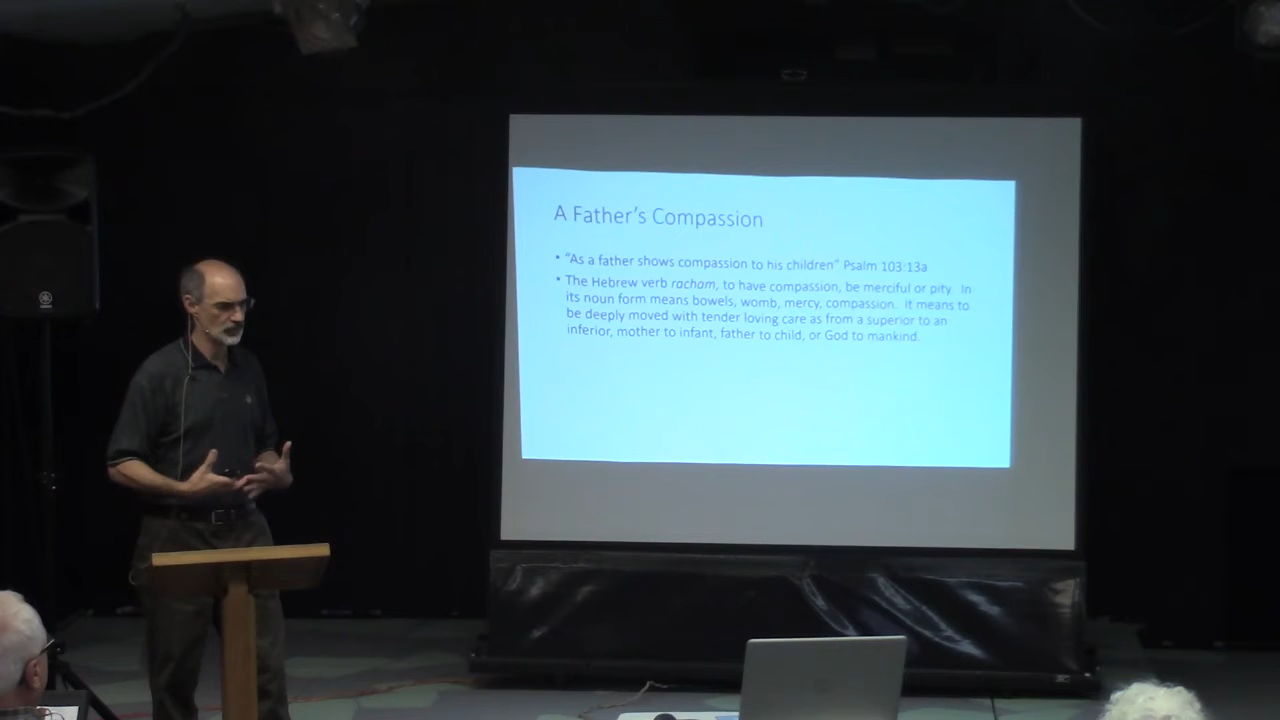 A Father's Compassion
• "As a father shows compassion to his children" Psalm 103:13a
• The Hebrew verb racham, to have compassion, be merciful or pity. In
its noun form means bowels, womb, mercy, compassion. It means to
be deeply moved with tender loving care as from a superior to an
inferior, mother to infant, father to child, or God to mankind.